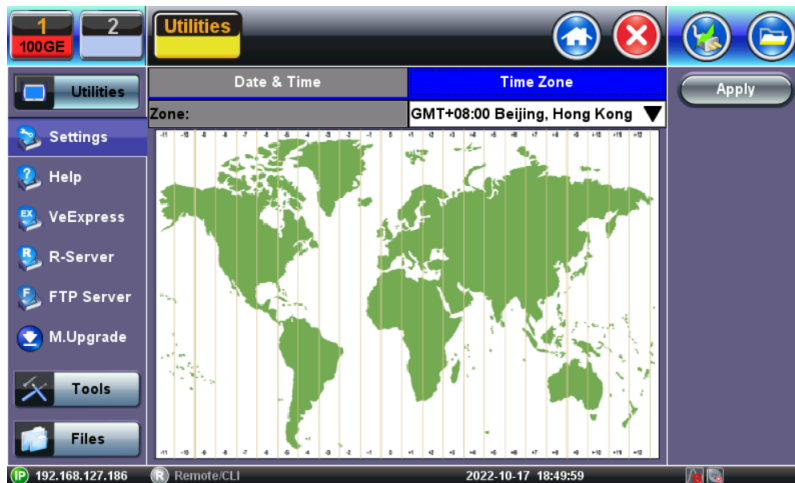 1 2 Utilities
100GE
Utilities
Date & Time Time Zone
Apply
Zone: GMT+08:00 Beijing, Hong Kong
Settings
Help
EX VeExpress
R R-Server
F FTP Server
M.Upgrade
Tools
Files
IP 192.168.127.186 R Remote/CLI 2022-10-17 18:49:59